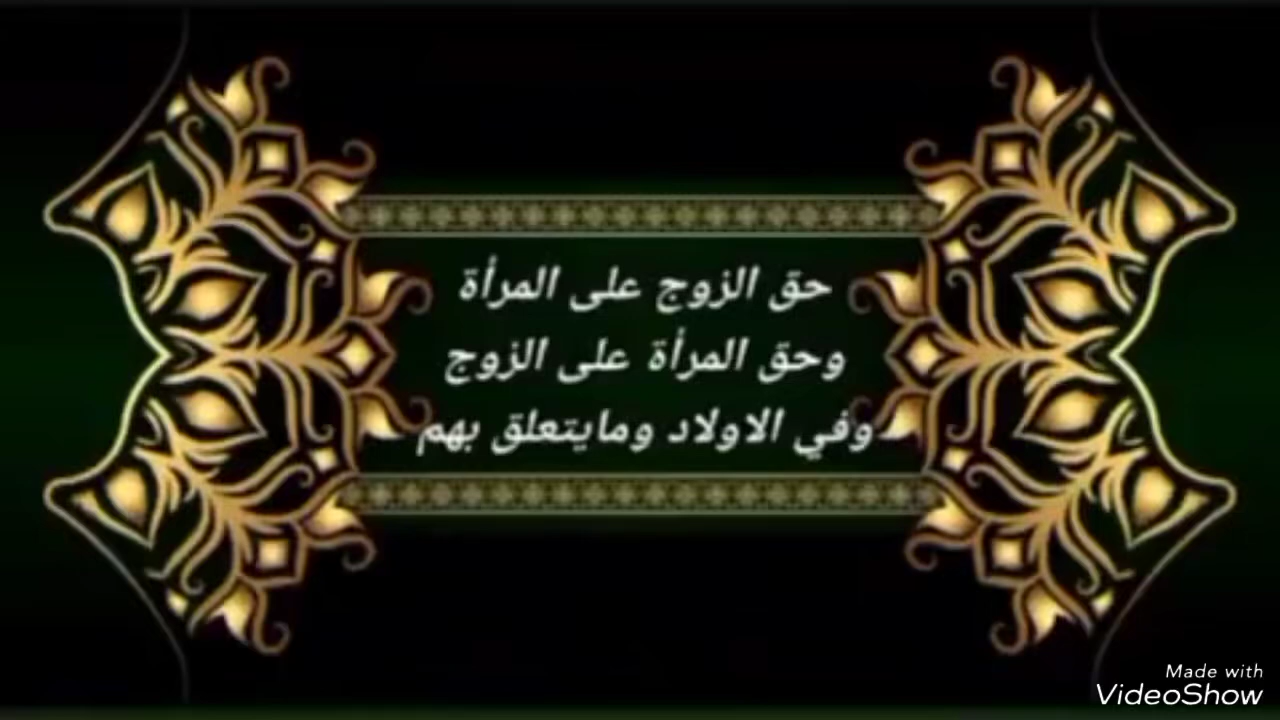 حق الزوج على المرأة
وحق المرأة على الزوج
وفي الاولاد ومايتعلق بهم
Made with
VideoShow